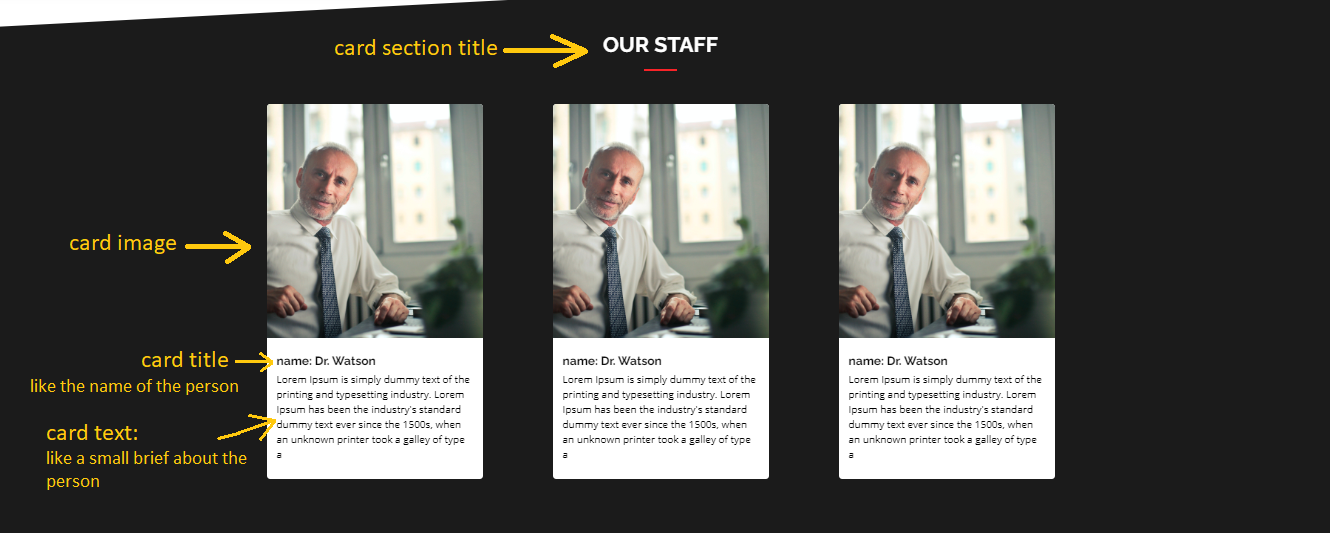 card section title
OUR STAFF
card image
card title
like the name of the person
card text:
like a small brief about the
person
name: Dr. Watson
Lorem Ipsum is simply dummy text of the
printing and typesetting industry. Lorem
Ipsum has been the industry's standard
dummy text ever since the 1500s, when
an unknown printer took a galley of type
a
name: Dr. Watson
Lorem Ipsum is simply dummy text of the
printing and typesetting industry. Lorem
Ipsum has been the industry's standard
dummy text ever since the 1500s, when
an unknown printer took a galley of type
a
name: Dr. Watson
Lorem Ipsum is simply dummy text of the
printing and typesetting industry. Lorem
Ipsum has been the industry's standard
dummy text ever since the 1500s, when
an unknown printer took a galley of type
a